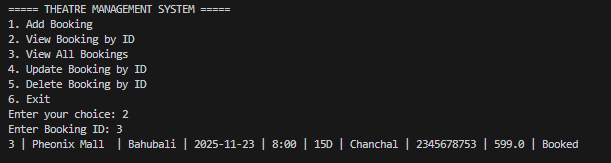 ===== THEATRE MANAGEMENT SYSTEM =====
1. Add Booking
2. View Booking by ID
3. View All Bookings
4. Update Booking by ID
5. Delete Booking by ID
6. Exit
Enter your choice: 2
Enter Booking ID: 3
3 | Pheonix Mall  | Bahubali | 2025-11-23 | 8:00 | 15D | Chanchal | 2345678753 | 599.0 | Booked